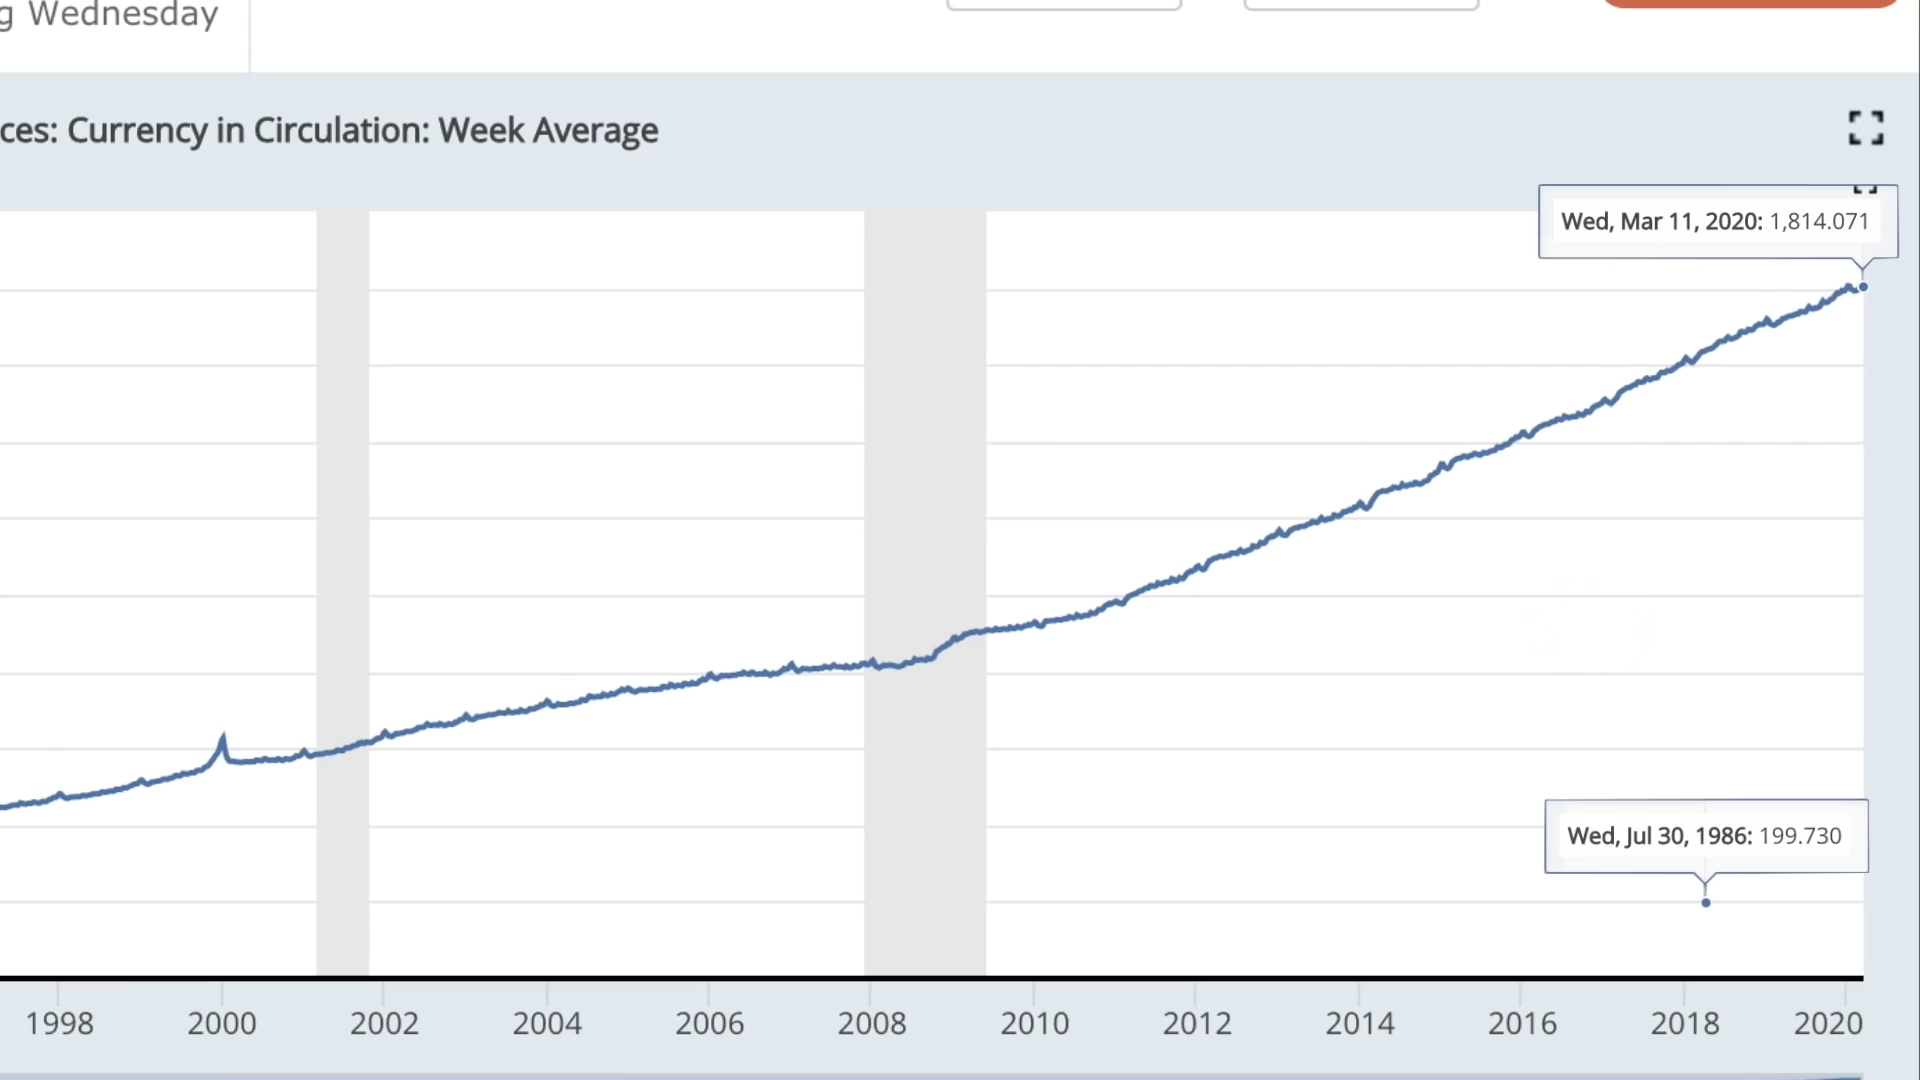 g Wednesday
ces: Currency in Circulation: Week Average
Wed, Mar 11, 2020: 1,814.071
Wed, Jul 30, 1986: 199.730
1998 2000 2002 2004 2006 2008 2010 2012 2014 2016 2018 2020